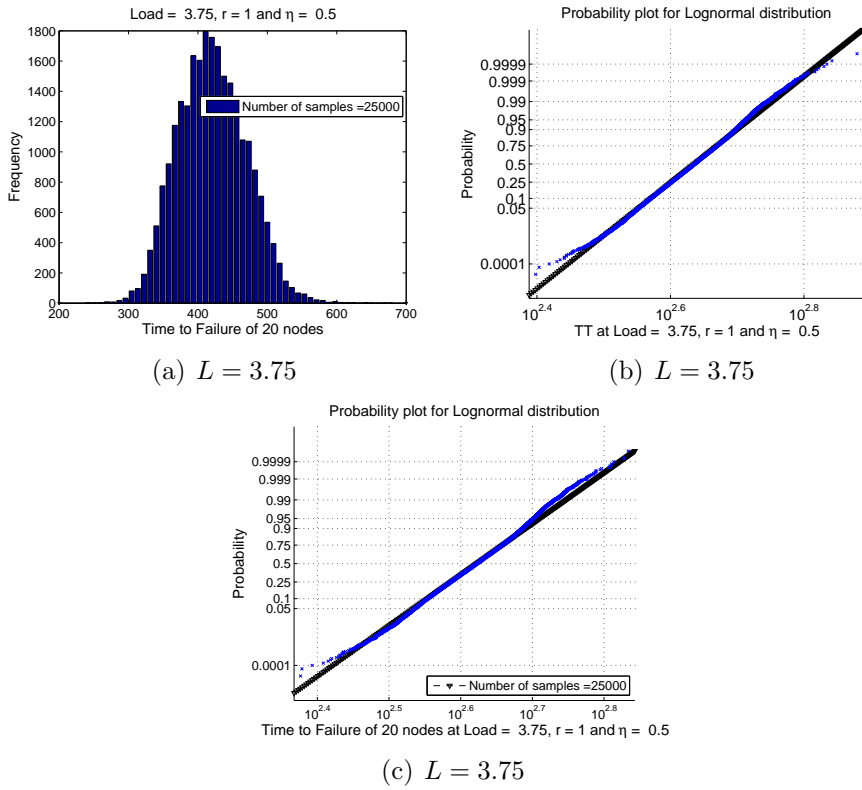 Load = 3.75, r = 1 and η = 0.5
1800
1600
1400
1200
1000
800
600
400
200
0
Frequency
Number of samples =25000
200 300 400 500 600 700
Time to Failure of 20 nodes
(a) L = 3.75
Probability plot for Lognormal distribution
0.9999
0.999
0.99
0.95
0.9
0.75
0.5
0.25
0.1
0.05
0.0001
Probability
10^2.4 10^2.6 10^2.8
TT at Load = 3.75, r = 1 and η = 0.5
(b) L = 3.75
Probability plot for Lognormal distribution
0.9999
0.999
0.99
0.95
0.9
0.75
0.5
0.25
0.1
0.05
0.0001
Probability
Number of samples =25000
10^2.4 10^2.5 10^2.6 10^2.7 10^2.8
Time to Failure of 20 nodes at Load = 3.75, r = 1 and η = 0.5
(c) L = 3.75